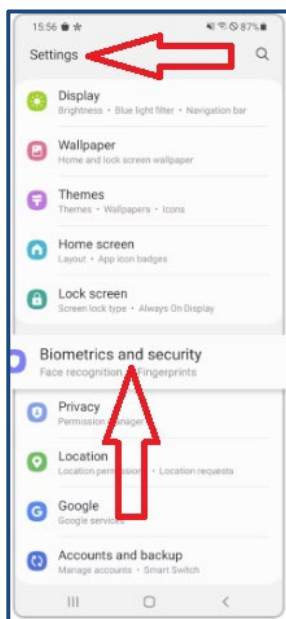 15:56 87%
Settings
Display
Brightness • Blue light filter • Navigation bar
Wallpaper
Home and lock screen wallpaper
Themes
Themes • Wallpapers • Icons
Home screen
Layout • App icon badges
Lock screen
Screen lock type • Always On Display
Biometrics and security
Face recognition Fingerprints
Privacy
Permission manager
Location
Location permissions • Location requests
Google
Google services
Accounts and backup
Manage accounts • Smart Switch